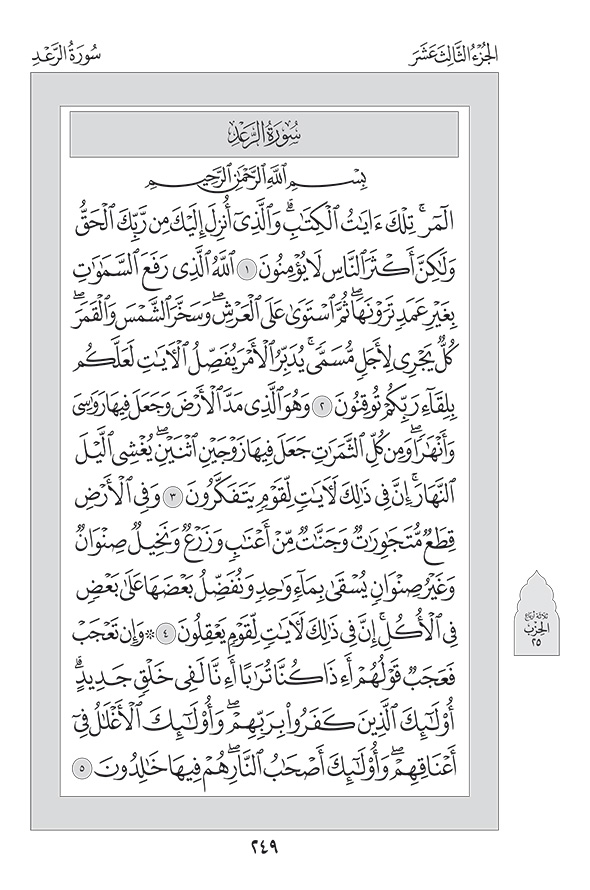 الجُزْءُ الثَّالِثَ عَشَرَ
سُورَةُ الرَّعْدِ
سُورَةُ الرَّعْدِ
بِسْمِ ٱللَّهِ ٱلرَّحْمَٰنِ ٱلرَّحِيمِ
الٓمٓرۚ تِلْكَ ءَايَٰتُ ٱلْكِتَٰبِۗ وَٱلَّذِىٓ أُنزِلَ إِلَيْكَ مِن رَّبِّكَ ٱلْحَقُّ
وَلَٰكِنَّ أَكْثَرَ ٱلنَّاسِ لَا يُؤْمِنُونَ ١ ٱللَّهُ ٱلَّذِى رَفَعَ ٱلسَّمَٰوَٰتِ
بِغَيْرِ عَمَدٍ تَرَوْنَهَاۖ ثُمَّ ٱسْتَوَىٰ عَلَى ٱلْعَرْشِۖ وَسَخَّرَ ٱلشَّمْسَ وَٱلْقَمَرَۖ
كُلٌّ يَجْرِى لِأَجَلٍ مُّسَمًّىۚ يُدَبِّرُ ٱلْأَمْرَ يُفَصِّلُ ٱلْءَايَٰتِ لَعَلَّكُم
بِلِقَآءِ رَبِّكُمْ تُوقِنُونَ ٢ وَهُوَ ٱلَّذِى مَدَّ ٱلْأَرْضَ وَجَعَلَ فِيهَا رَوَٰسِىَ
وَأَنْهَٰرًاۖ وَمِن كُلِّ ٱلثَّمَرَٰتِ جَعَلَ فِيهَا زَوْجَيْنِ ٱثْنَيْنِۖ يُغْشِى ٱلَّيْلَ
ٱلنَّهَارَۚ إِنَّ فِى ذَٰلِكَ لَءَايَٰتٍ لِّقَوْمٍ يَتَفَكَّرُونَ ٣ وَفِى ٱلْأَرْضِ
قِطَعٌ مُّتَجَٰوِرَٰتٌ وَجَنَّٰتٌ مِّنْ أَعْنَٰبٍ وَزَرْعٌ وَنَخِيلٌ صِنْوَانٌ
وَغَيْرُ صِنْوَانٍ يُسْقَىٰ بِمَآءٍ وَٰحِدٍ وَنُفَضِّلُ بَعْضَهَا عَلَىٰ بَعْضٍ
فِى ٱلْأُكُلِۚ إِنَّ فِى ذَٰلِكَ لَءَايَٰتٍ لِّقَوْمٍ يَعْقِلُونَ ٤ ۞ وَإِن تَعْجَبْ
فَعَجَبٌ قَوْلُهُمْ أَءِذَا كُنَّا تُرَٰبًا أَءِنَّا لَفِى خَلْقٍ جَدِيدٍۗ
أُو۟لَٰٓئِكَ ٱلَّذِينَ كَفَرُوا۟ بِرَبِّهِمْۖ وَأُو۟لَٰٓئِكَ ٱلْأَغْلَٰلُ فِىٓ
أَعْنَاقِهِمْۖ وَأُو۟لَٰٓئِكَ أَصْحَٰبُ ٱلنَّارِۖ هُمْ فِيهَا خَٰلِدُونَ ٥
ثلاثة أرباع
الحزب
٢٥
٢٤٩